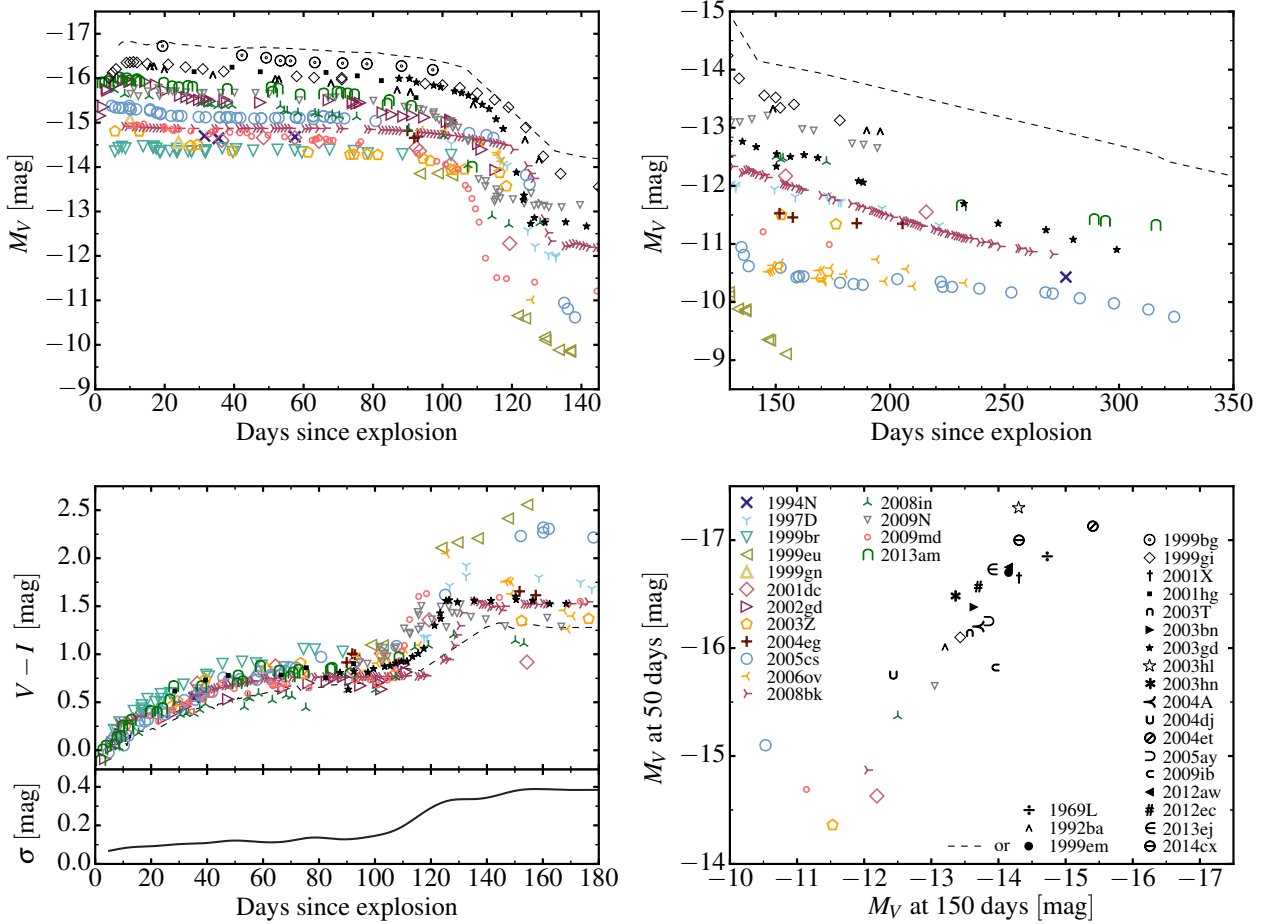 −17
−16
−15
−14
−13
−12
−11
−10
−9
M_V [mag]
0 20 40 60 80 100 120 140
Days since explosion
−15
−14
−13
−12
−11
−10
−9
M_V [mag]
150 200 250 300 350
Days since explosion
2.5
2.0
1.5
1.0
0.5
0.0
V − I [mag]
0.4
0.2
0.0
σ [mag]
0 20 40 60 80 100 120 140 160 180
Days since explosion
−17
−16
−15
−14
M_V at 50 days [mag]
1994N
1997D
1999br
1999eu
1999gn
2001dc
2002gd
2003Z
2004eg
2005cs
2006ov
2008bk
2008in
2009N
2009md
2013am
1969L
1992ba
or 1999em
1999bg
1999gi
2001X
2001hg
2003T
2003bn
2003gd
2003hl
2003hn
2004A
2004dj
2004et
2005ay
2009ib
2012aw
2012ec
2013ej
2014cx
−10 −11 −12 −13 −14 −15 −16 −17
M_V at 150 days [mag]